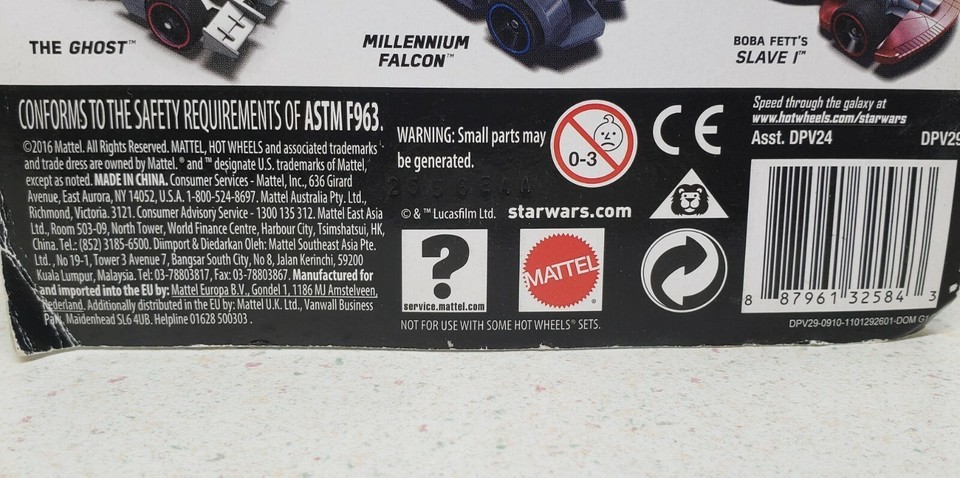 THE GHOST™
MILLENNIUM
FALCON™
BOBA FETT'S
SLAVE I™
CONFORMS TO THE SAFETY REQUIREMENTS OF ASTM F963.
©2016 Mattel. All Rights Reserved. MATTEL, HOT WHEELS and associated trademarks
and trade dress are owned by Mattel. ® and ™ designate U.S. trademarks of Mattel,
except as noted. MADE IN CHINA. Consumer Services - Mattel, Inc., 636 Girard
Avenue, East Aurora, NY 14052, U.S.A. 1-800-524-8697. Mattel Australia Pty. Ltd.,
Richmond, Victoria. 3121. Consumer Advisory Service - 1300 135 312. Mattel East Asia
Ltd., Room 503-09, North Tower, World Finance Centre, Harbour City, Tsimshatsui, HK,
China. Tel.: (852) 3185-6500. Diimport & Diedarkan Oleh: Mattel Southeast Asia Pte.
Ltd., No 19-1, Tower 3 Avenue 7, Bangsar South City, No 8, Jalan Kerinchi, 59200
Kuala Lumpur, Malaysia. Tel: 03-78803817, Fax: 03-78803867. Manufactured for
and imported into the EU by: Mattel Europa B.V., Gondel 1, 1186 MJ Amstelveen,
Nederland. Additionally distributed in the EU by: Mattel U.K. Ltd., Vanwall Business
Park, Maidenhead SL6 4UB. Helpline 01628 500303.
WARNING: Small parts may
be generated.
0-3
CE
© & ™ Lucasfilm Ltd. starwars.com
?
service.mattel.com
MATTEL
®
NOT FOR USE WITH SOME HOT WHEELS® SETS.
Speed through the galaxy at
www.hotwheels.com/starwars
Asst. DPV24 DPV29
8 87961 32584 3
DPV29-0910-1101292601-DOM G1